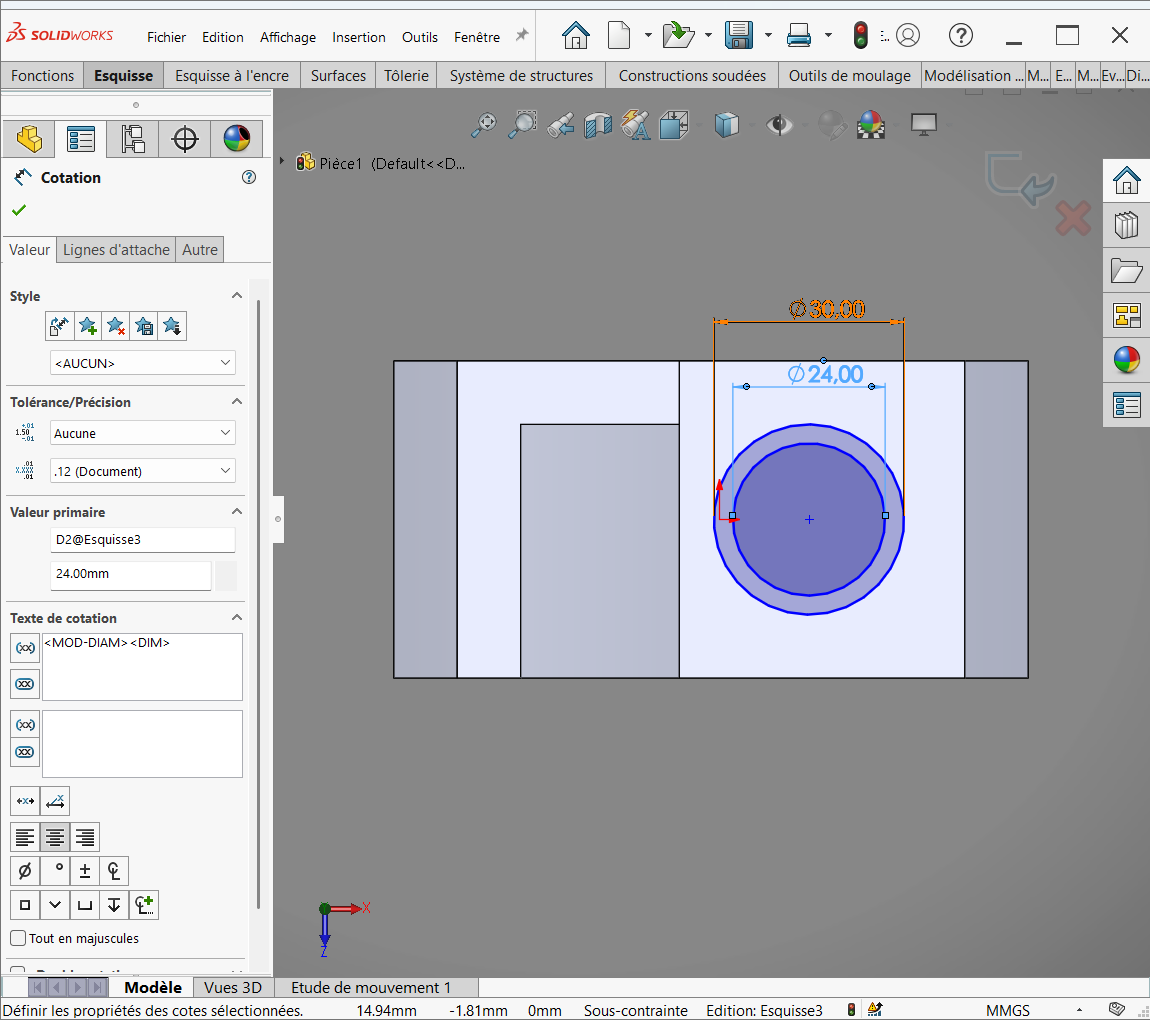 SOLIDWORKS Fichier Edition Affichage Insertion Outils Fenêtre
Fonctions Esquisse Esquisse à l'encre Surfaces Tôlerie Système de structures Constructions soudées Outils de moulage Modélisation ... M... E... M... Ev... Di...
Pièce1 (Default<<D...
Cotation
Valeur Lignes d'attache Autre
Style
<AUCUN>
Tolérance/Précision
Aucune
.12 (Document)
Valeur primaire
D2@Esquisse3
24.00mm
Texte de cotation
<MOD-DIAM><DIM>
Tout en majuscules
∅30,00
∅24,00
X
Z
Modèle Vues 3D Etude de mouvement 1
Définir les propriétés des cotes sélectionnées. 14.94mm -1.81mm 0mm Sous-contrainte Edition: Esquisse3 MMGS